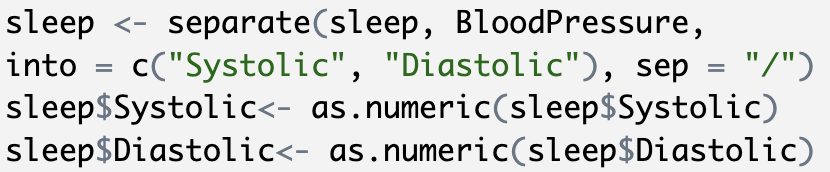 sleep <- separate(sleep, BloodPressure,
into = c("Systolic", "Diastolic"), sep = "/")
sleep$Systolic<- as.numeric(sleep$Systolic)
sleep$Diastolic<- as.numeric(sleep$Diastolic)